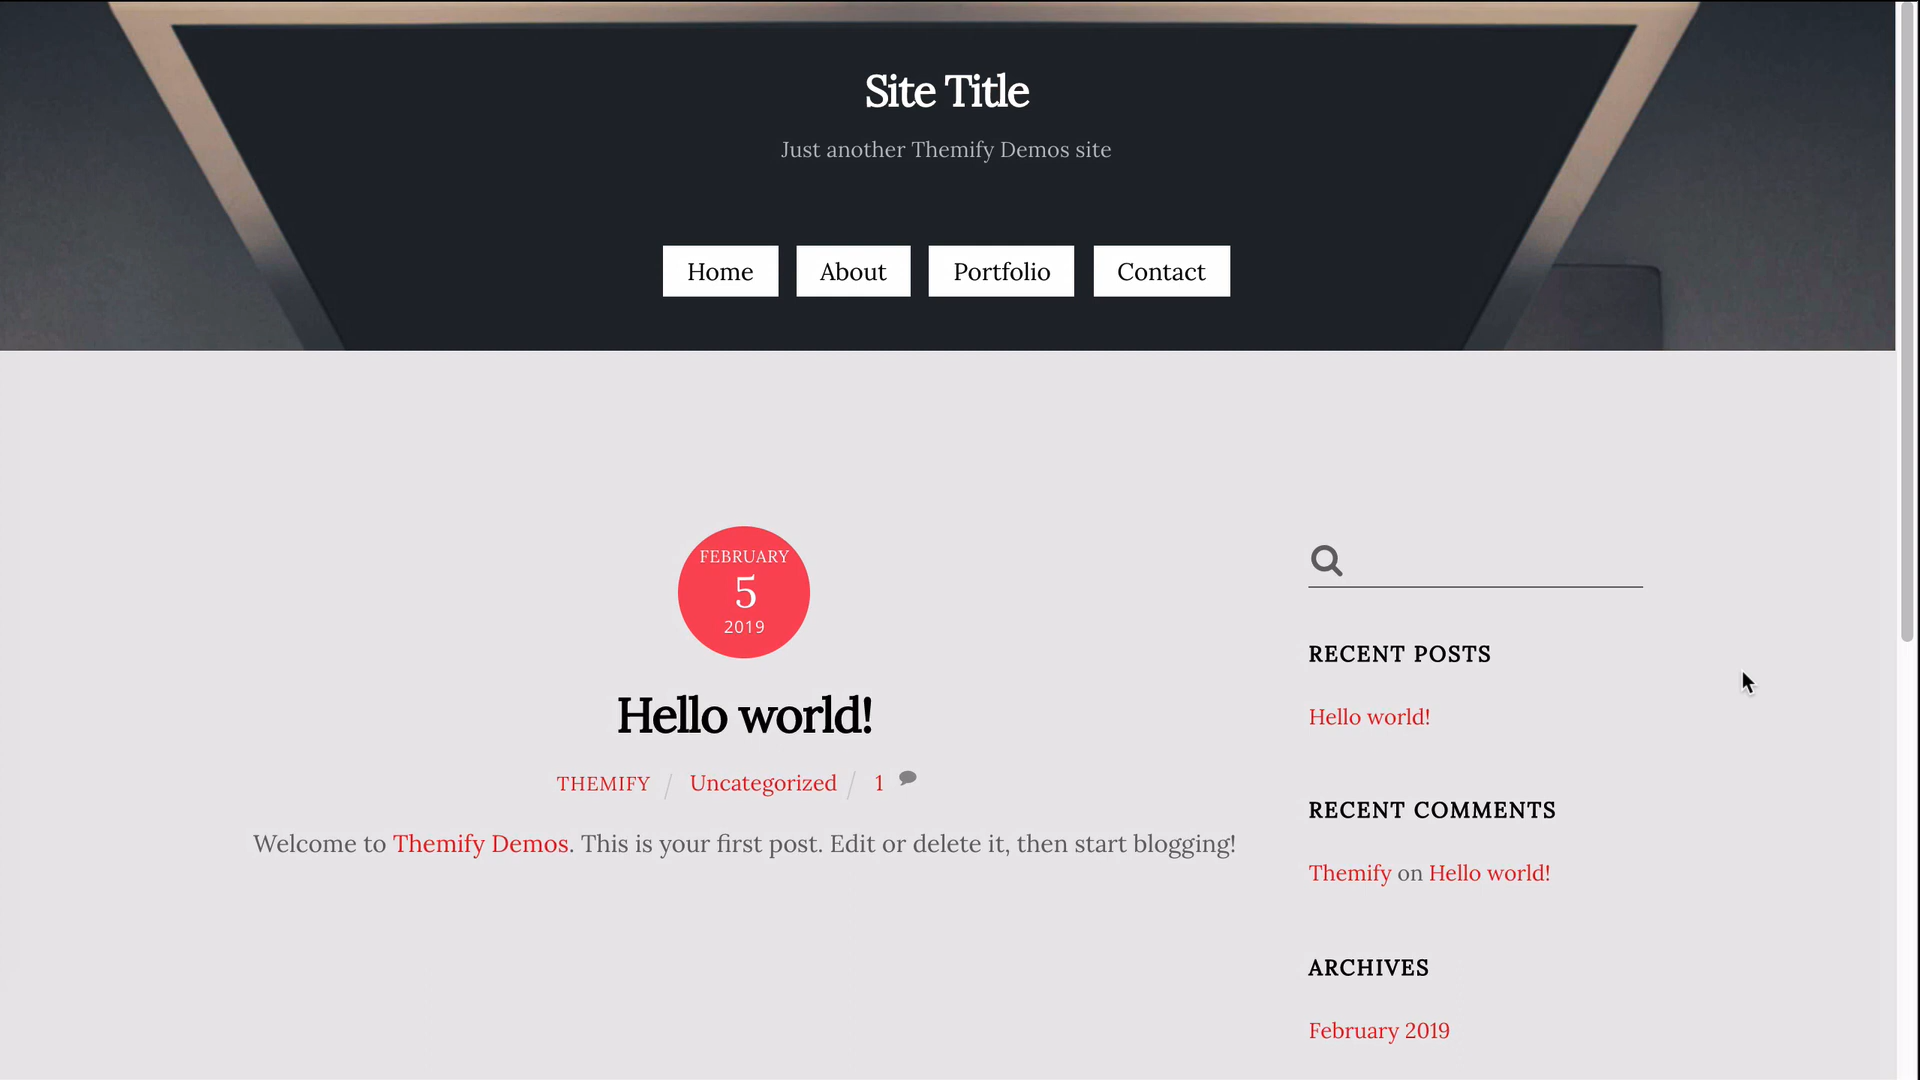 Site Title
Just another Themify Demos site
Home About Portfolio Contact
FEBRUARY
5
2019
Hello world!
THEMIFY / Uncategorized / 1
Welcome to Themify Demos. This is your first post. Edit or delete it, then start blogging!
RECENT POSTS
Hello world!
RECENT COMMENTS
Themify on Hello world!
ARCHIVES
February 2019